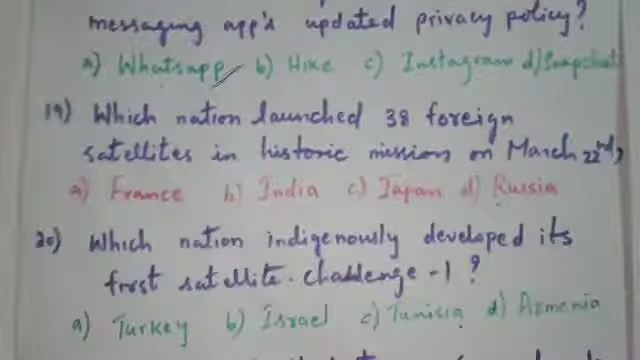 messaging app's updated privacy policy?
a) Whatsapp b) Hike c) Instagram d) Snapchat
19) Which nation launched 38 foreign
satellites in historic mission on March 22nd,
a) France b) India c) Japan d) Russia
20) Which nation indigenously developed its
first satellite. challenge -1 ?
a) Turkey b) Israel c) Tunisia d) Armenia